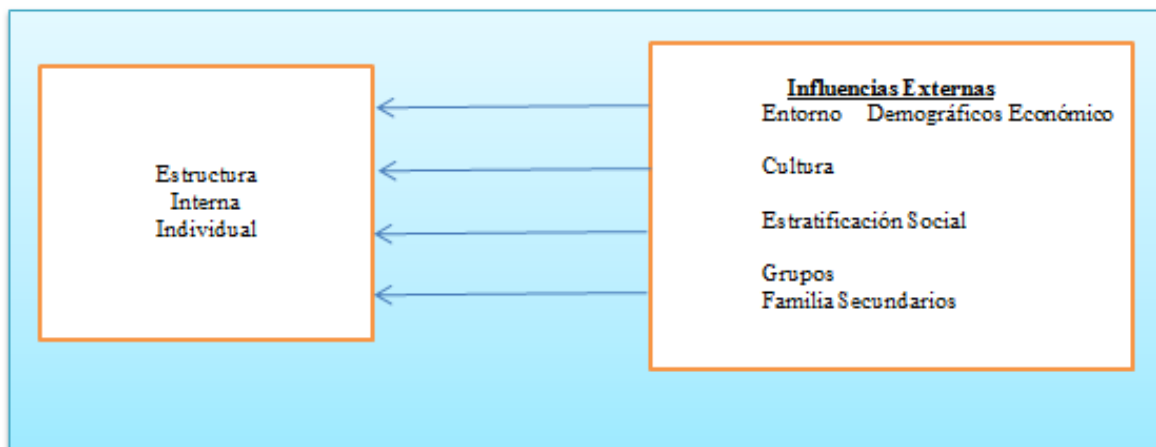 Estructura
Interna
Individual
Influencias Externas
Entorno Demográficos Económico
Cultura
Estratificación Social
Grupos
Familia Secundarios